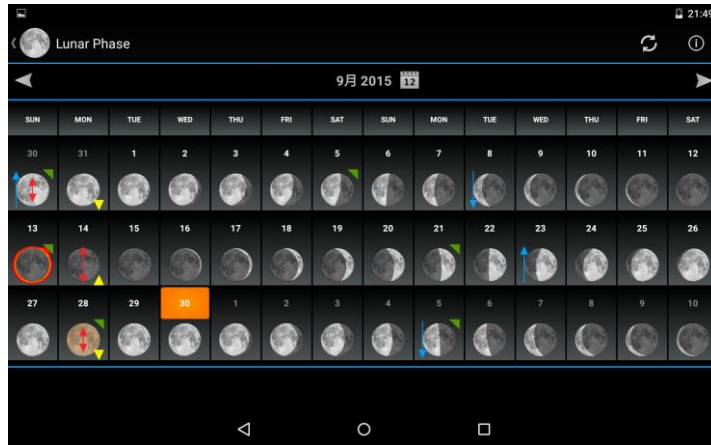 21:49
Lunar Phase
9月 2015 12
SUN MON TUE WED THU FRI SAT SUN MON TUE WED THU FRI SAT
30 31 1 2 3 4 5 6 7 8 9 10 11 12
13 14 15 16 17 18 19 20 21 22 23 24 25 26
27 28 29 30 1 2 3 4 5 6 7 8 9 10